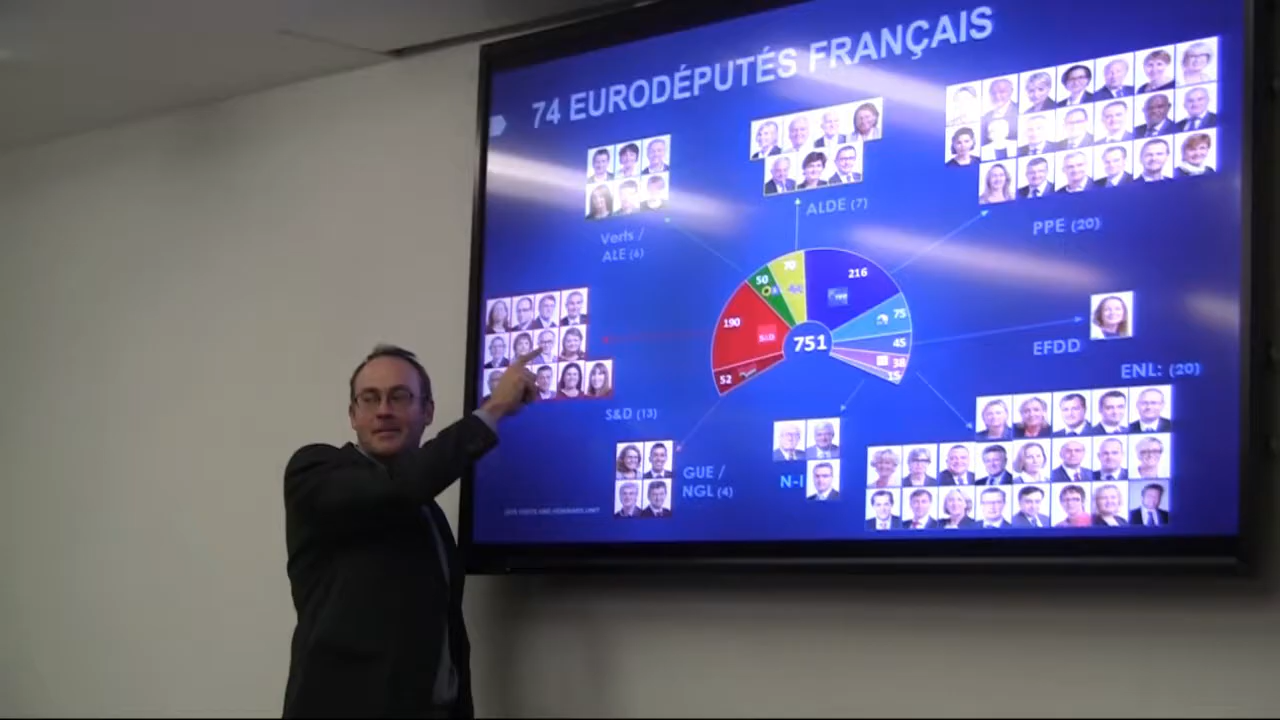 74 EURODÉPUTÉS FRANÇAIS
Verts /
ALE (6)
ALDE (7)
PPE (20)
50
70
216
190
S&D
75
751
45
EFDD
52
38
15
ENL: (20)
S&D (13)
GUE /
NGL (4)
N-I